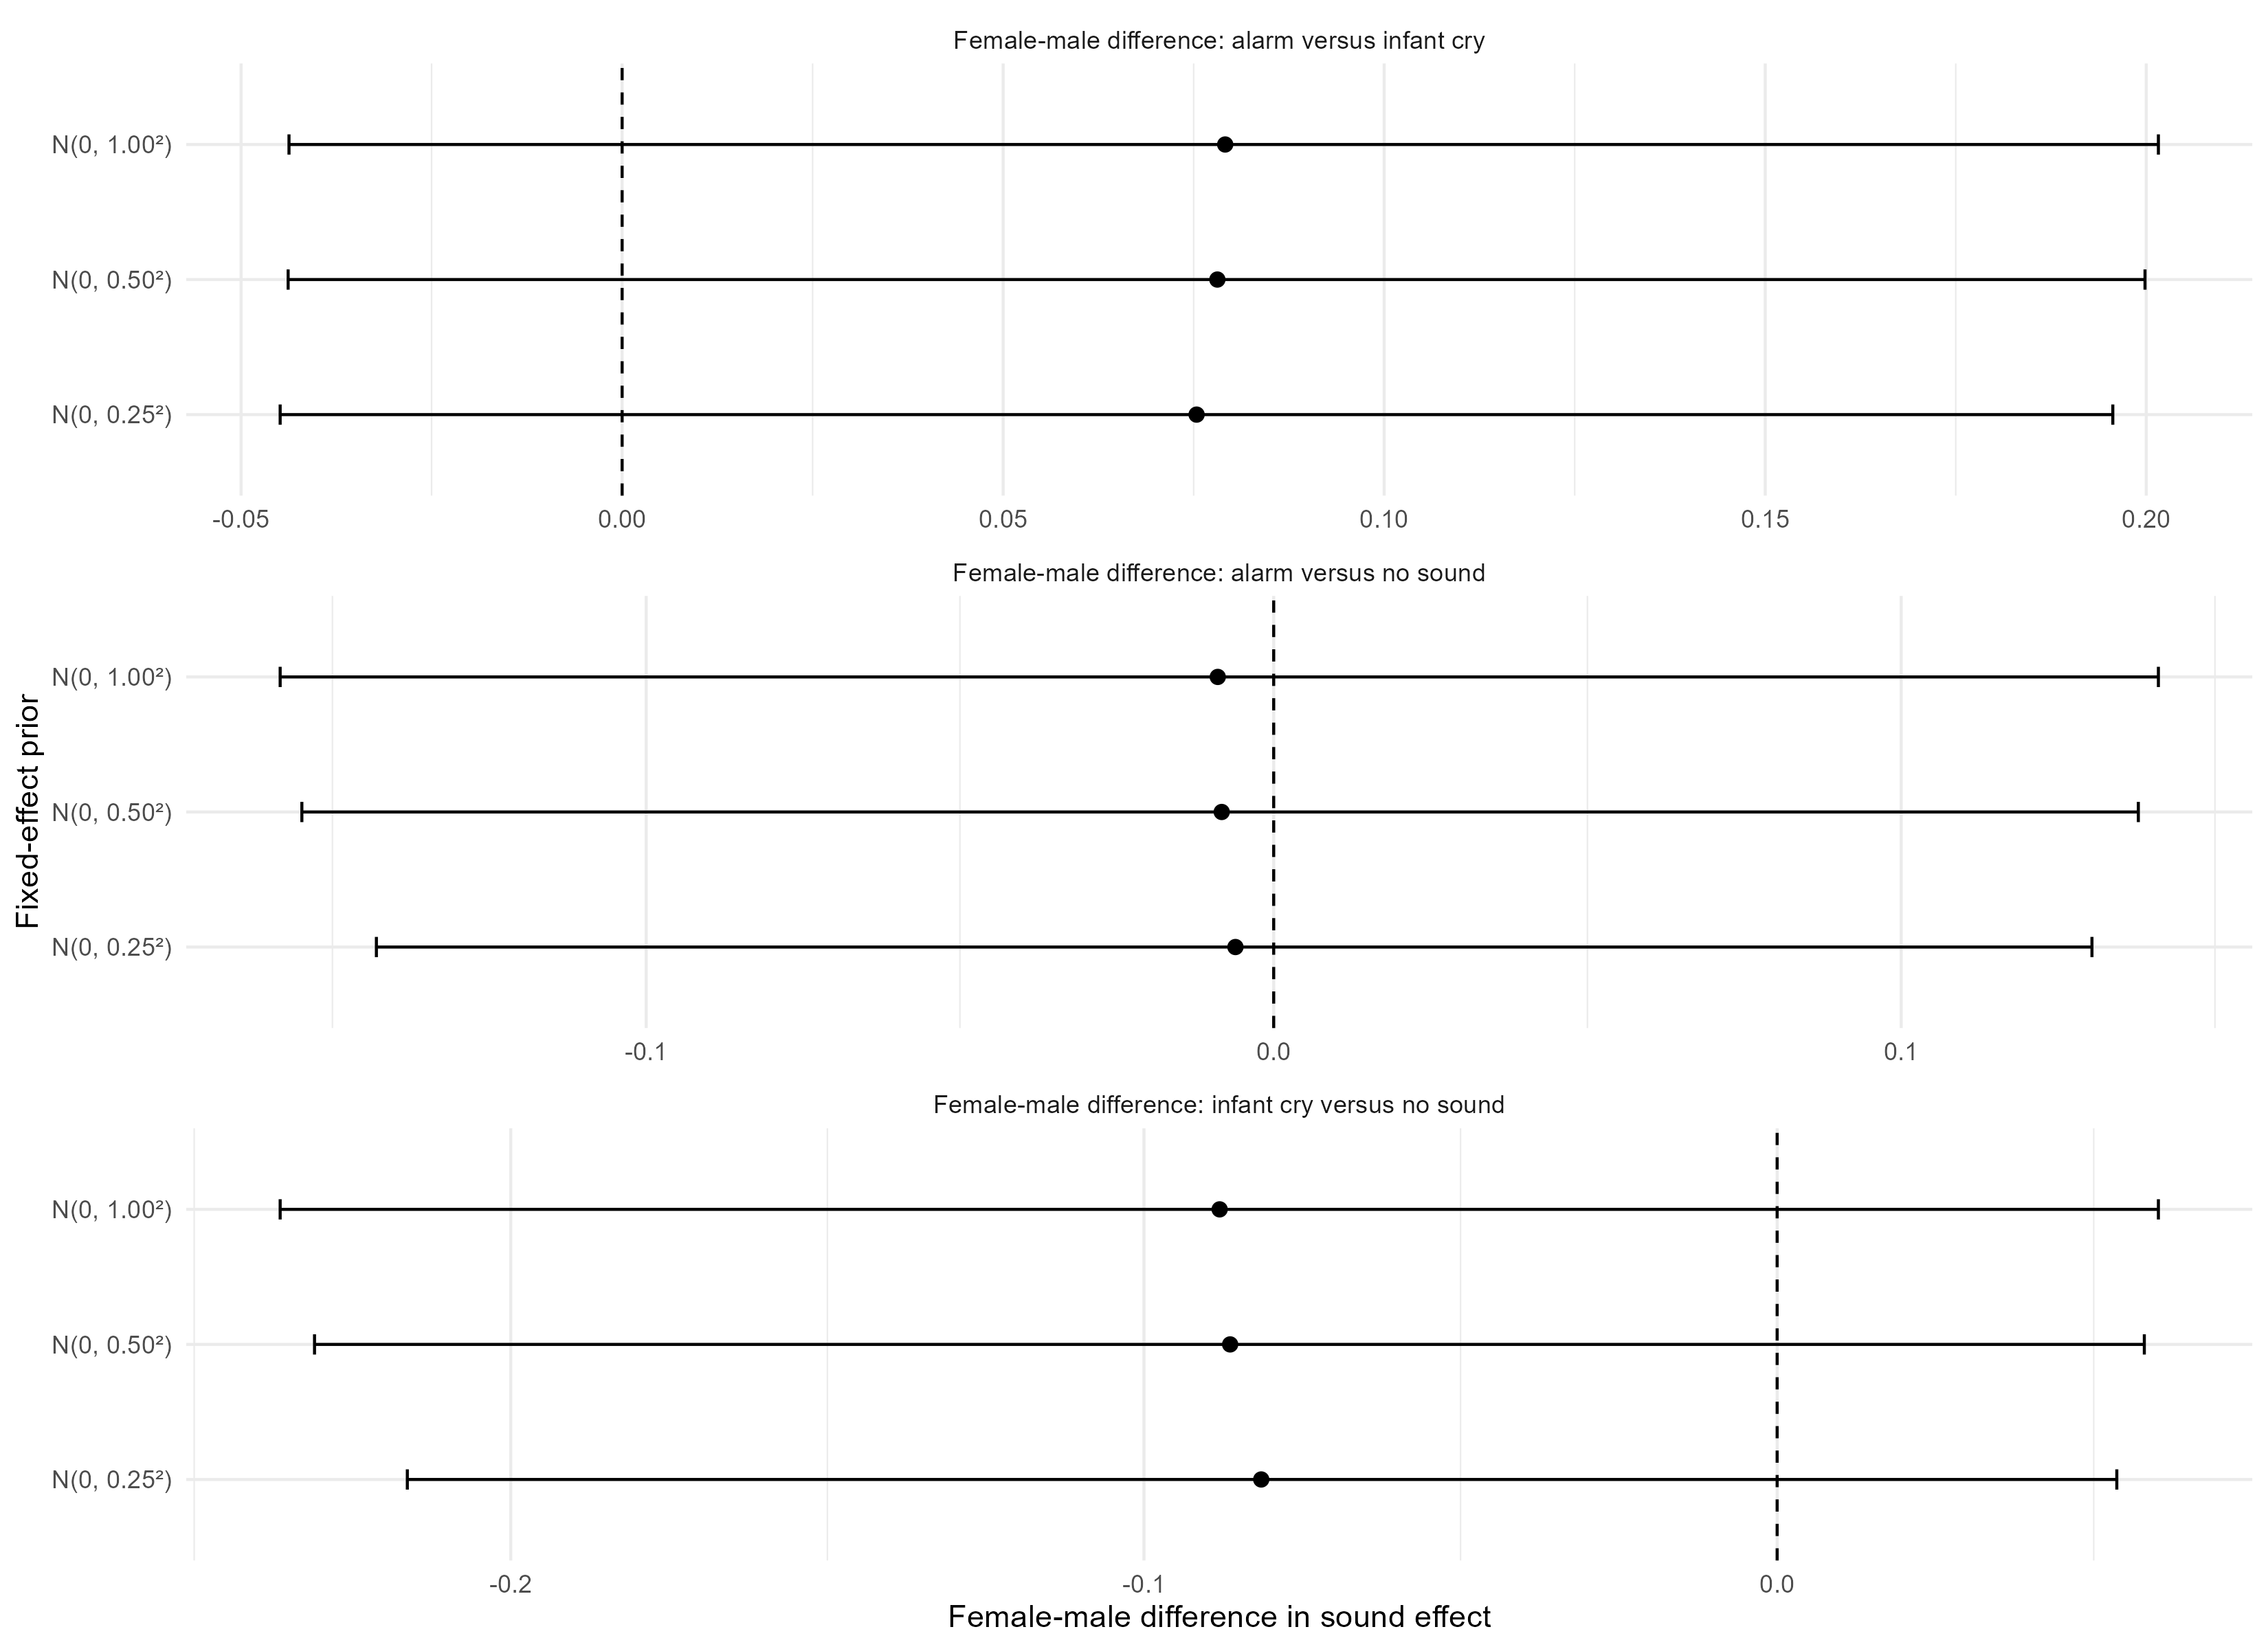 Female-male difference: alarm versus infant cry
N(0, 1.00²)
N(0, 0.50²)
N(0, 0.25²)
-0.05 0.00 0.05 0.10 0.15 0.20
Female-male difference: alarm versus no sound
N(0, 1.00²)
N(0, 0.50²)
N(0, 0.25²)
-0.1 0.0 0.1
Female-male difference: infant cry versus no sound
N(0, 1.00²)
N(0, 0.50²)
N(0, 0.25²)
-0.2 -0.1 0.0
Female-male difference in sound effect
Fixed-effect prior